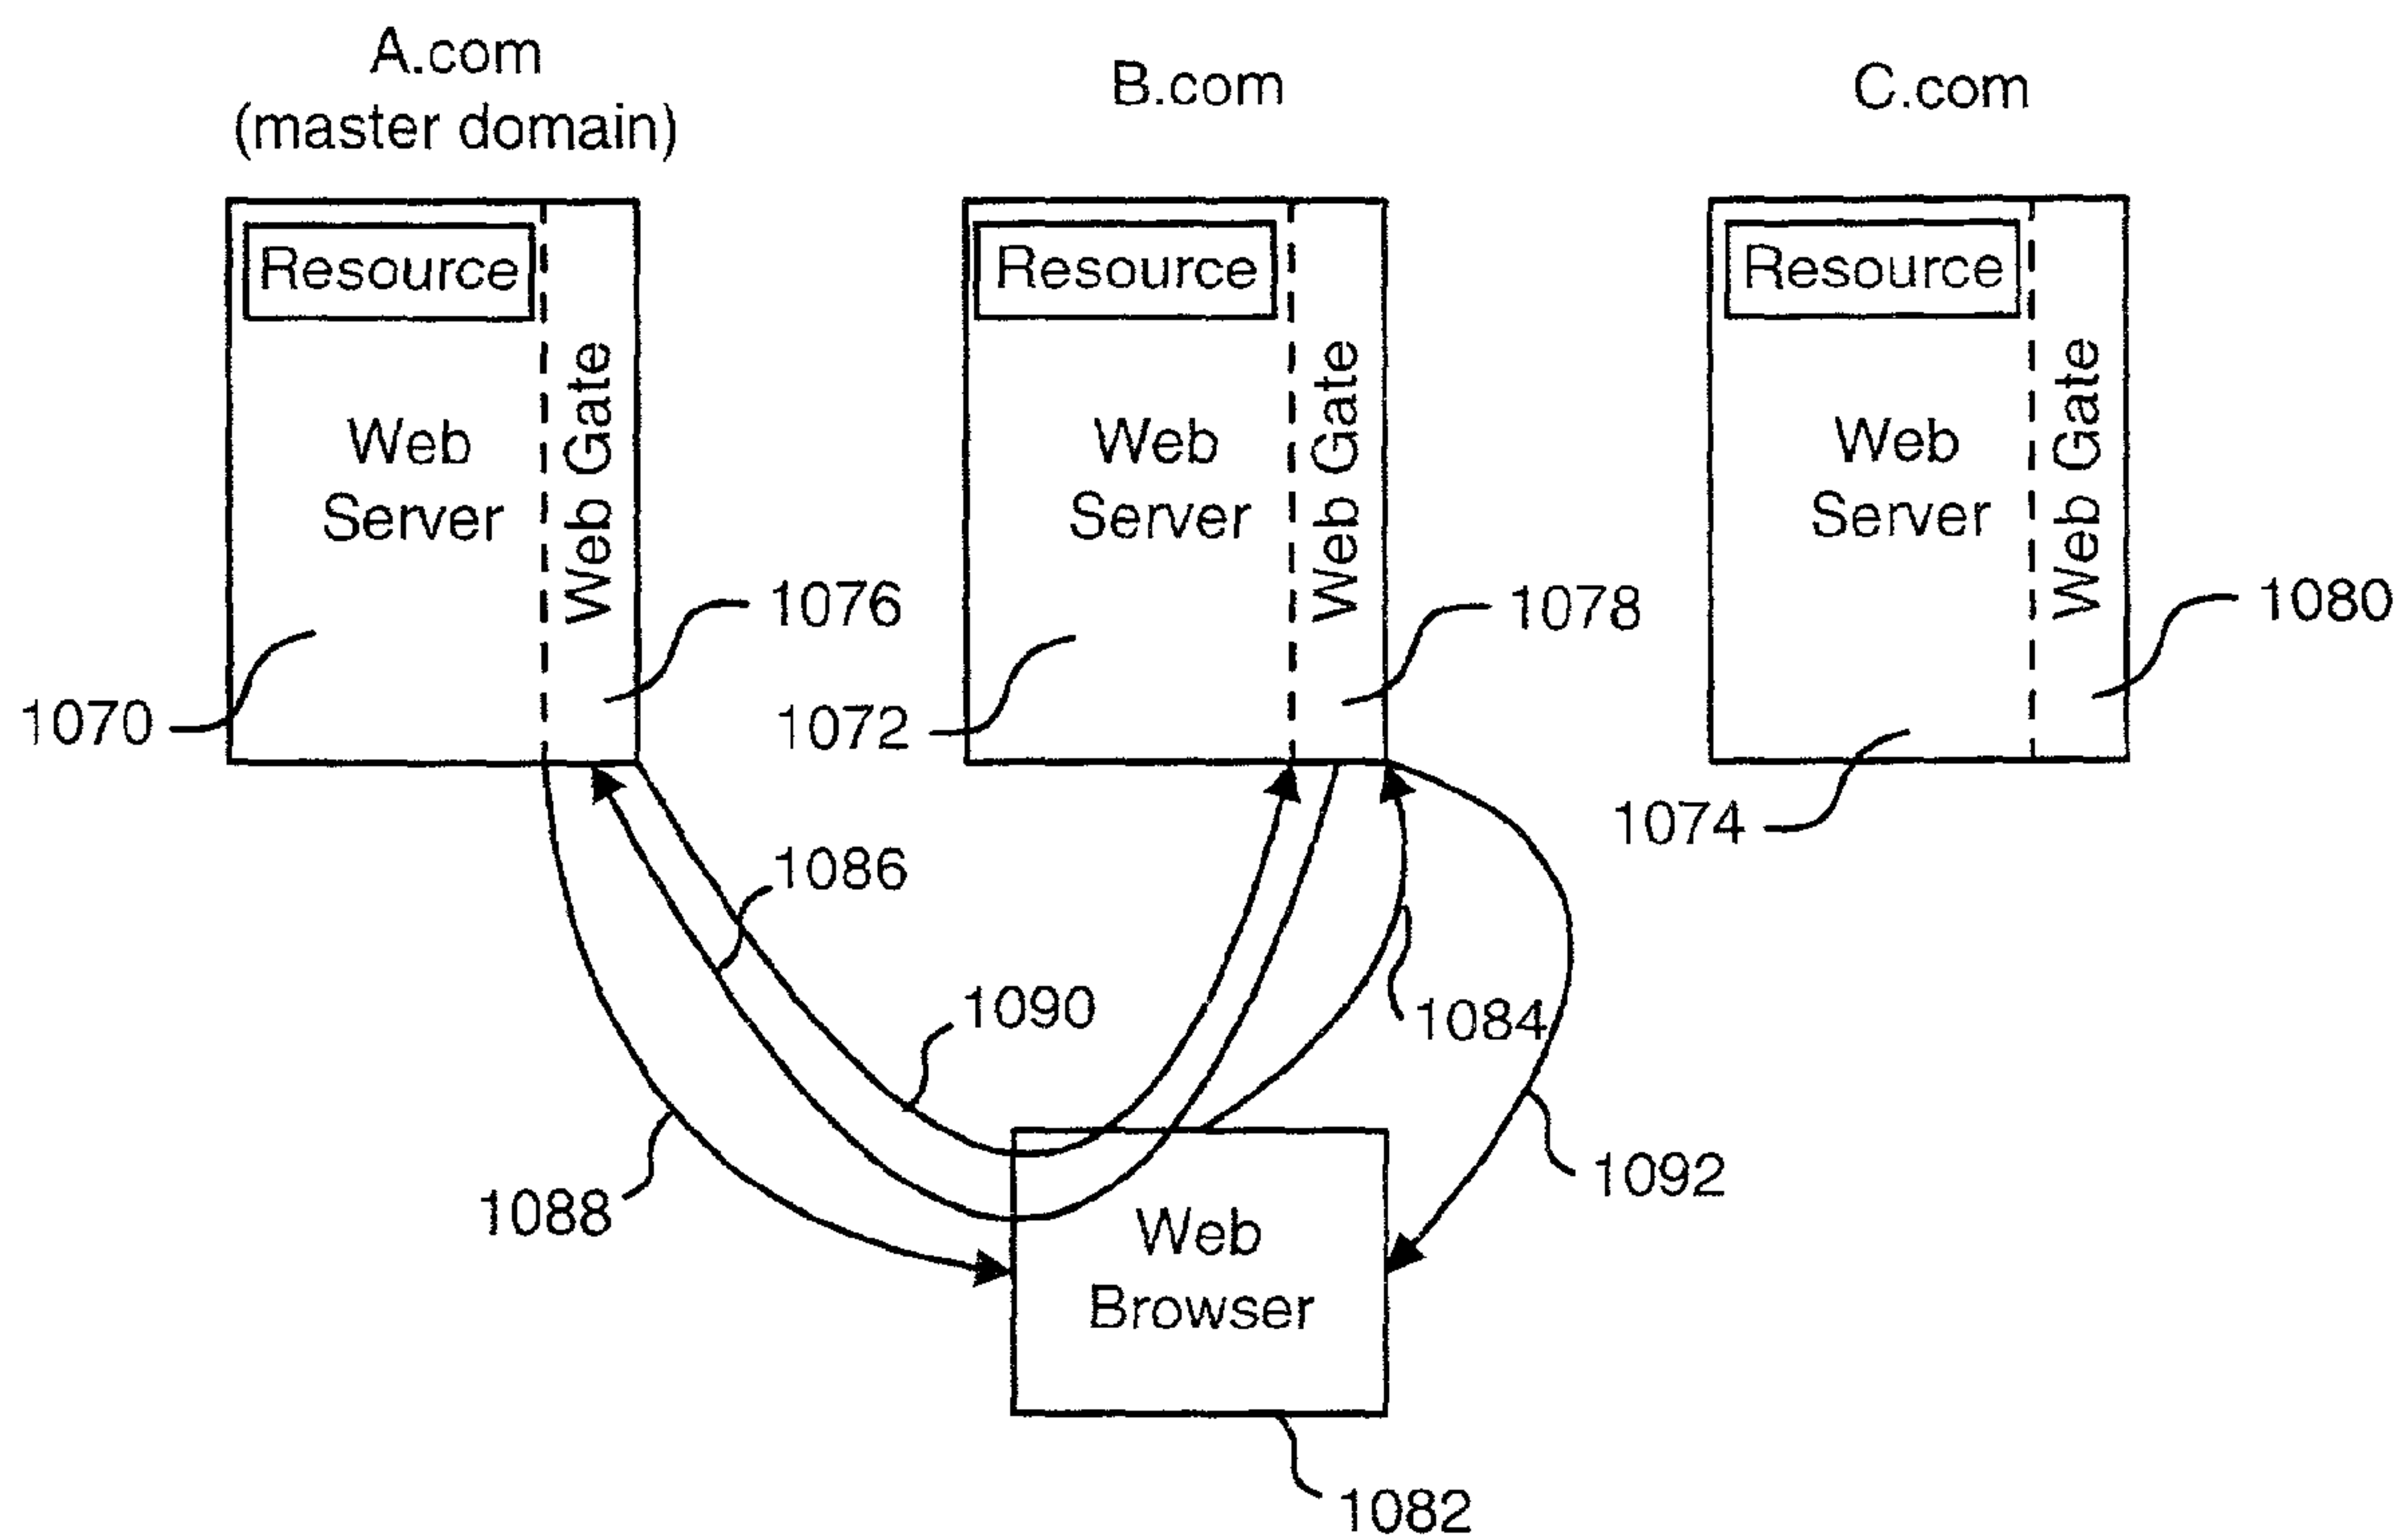 A.com
(master domain)
B.com
C.com
Resource
Web
Server
Web Gate
1076
1070
Resource
Web
Server
Web Gate
1078
1072
Resource
Web
Server
Web Gate
1080
1074
1086
1090
1084
1088
1092
Web
Browser
1082